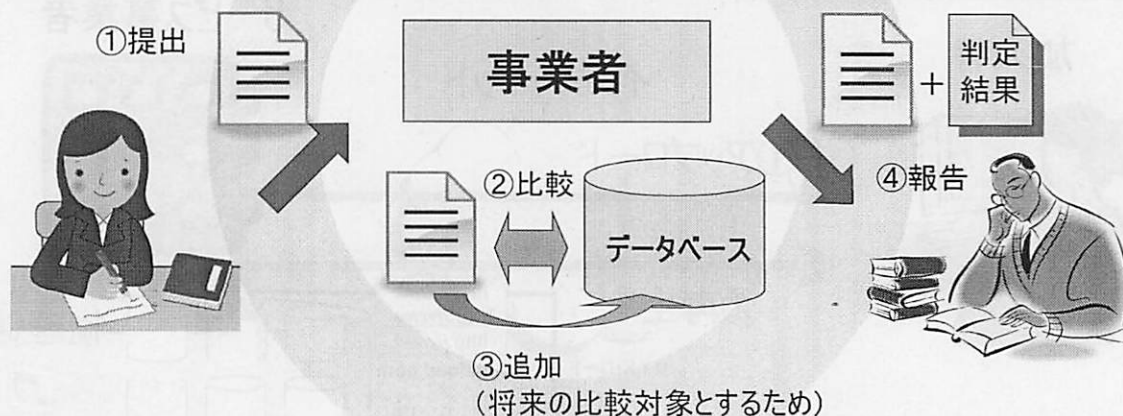 ①提出
事業者
判定
結果
+
②比較
データベース
④報告
③追加
(将来の比較対象とするため)